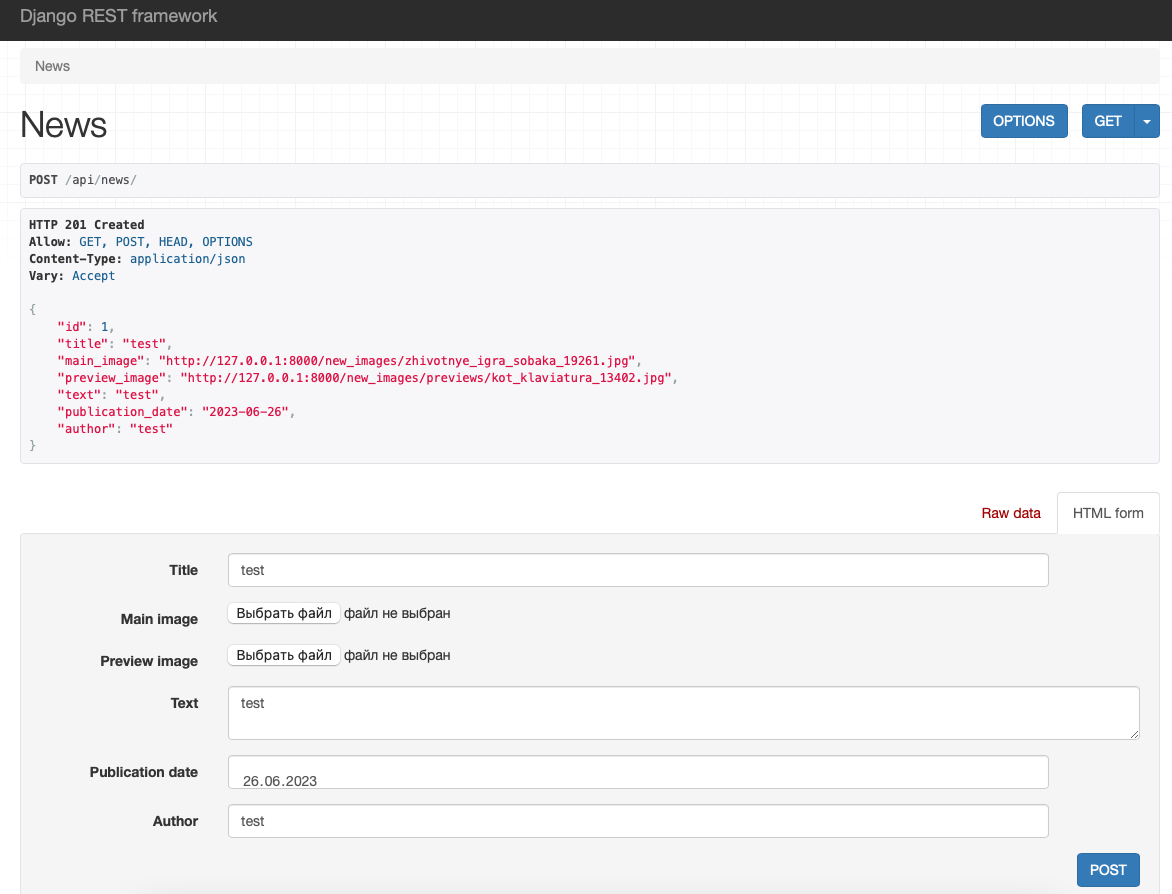 Django REST framework
News
News
OPTIONS
GET
POST /api/news/
HTTP 201 Created
Allow: GET, POST, HEAD, OPTIONS
Content-Type: application/json
Vary: Accept
{
"id": 1,
"title": "test",
"main_image": "http://127.0.0.1:8000/new_images/zhivotnye_igra_sobaka_19261.jpg",
"preview_image": "http://127.0.0.1:8000/new_images/previews/kot_klaviatura_13402.jpg",
"text": "test",
"publication_date": "2023-06-26",
"author": "test"
}
Raw data
HTML form
Title
test
Main image
Выбрать файл файл не выбран
Preview image
Выбрать файл файл не выбран
Text
test
Publication date
26.06.2023
Author
test
POST